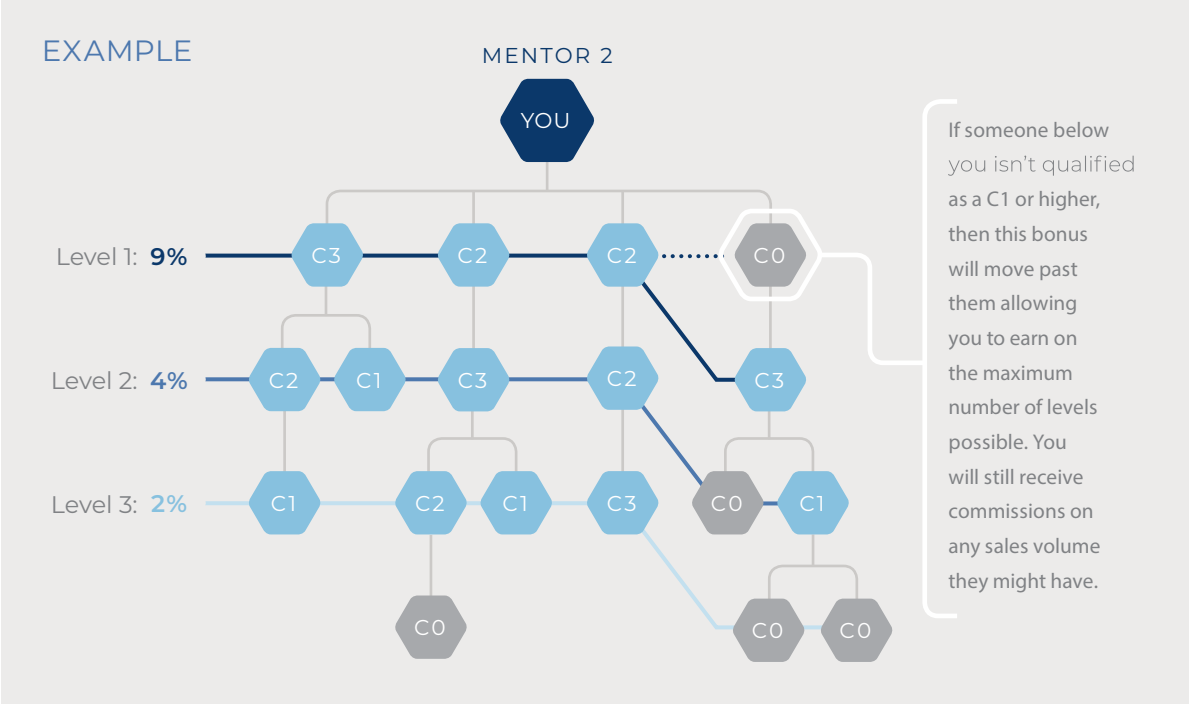 EXAMPLE
MENTOR 2
YOU
Level 1: 9%
C3
C2
C2
C0
Level 2: 4%
C2
C1
C3
C2
C3
Level 3: 2%
C1
C2
C1
C3
C0
C1
C0
C0
C0
If someone below
you isn't qualified
as a C1 or higher,
then this bonus
will move past
them allowing
you to earn on
the maximum
number of levels
possible. You
will still receive
commissions on
any sales volume
they might have.